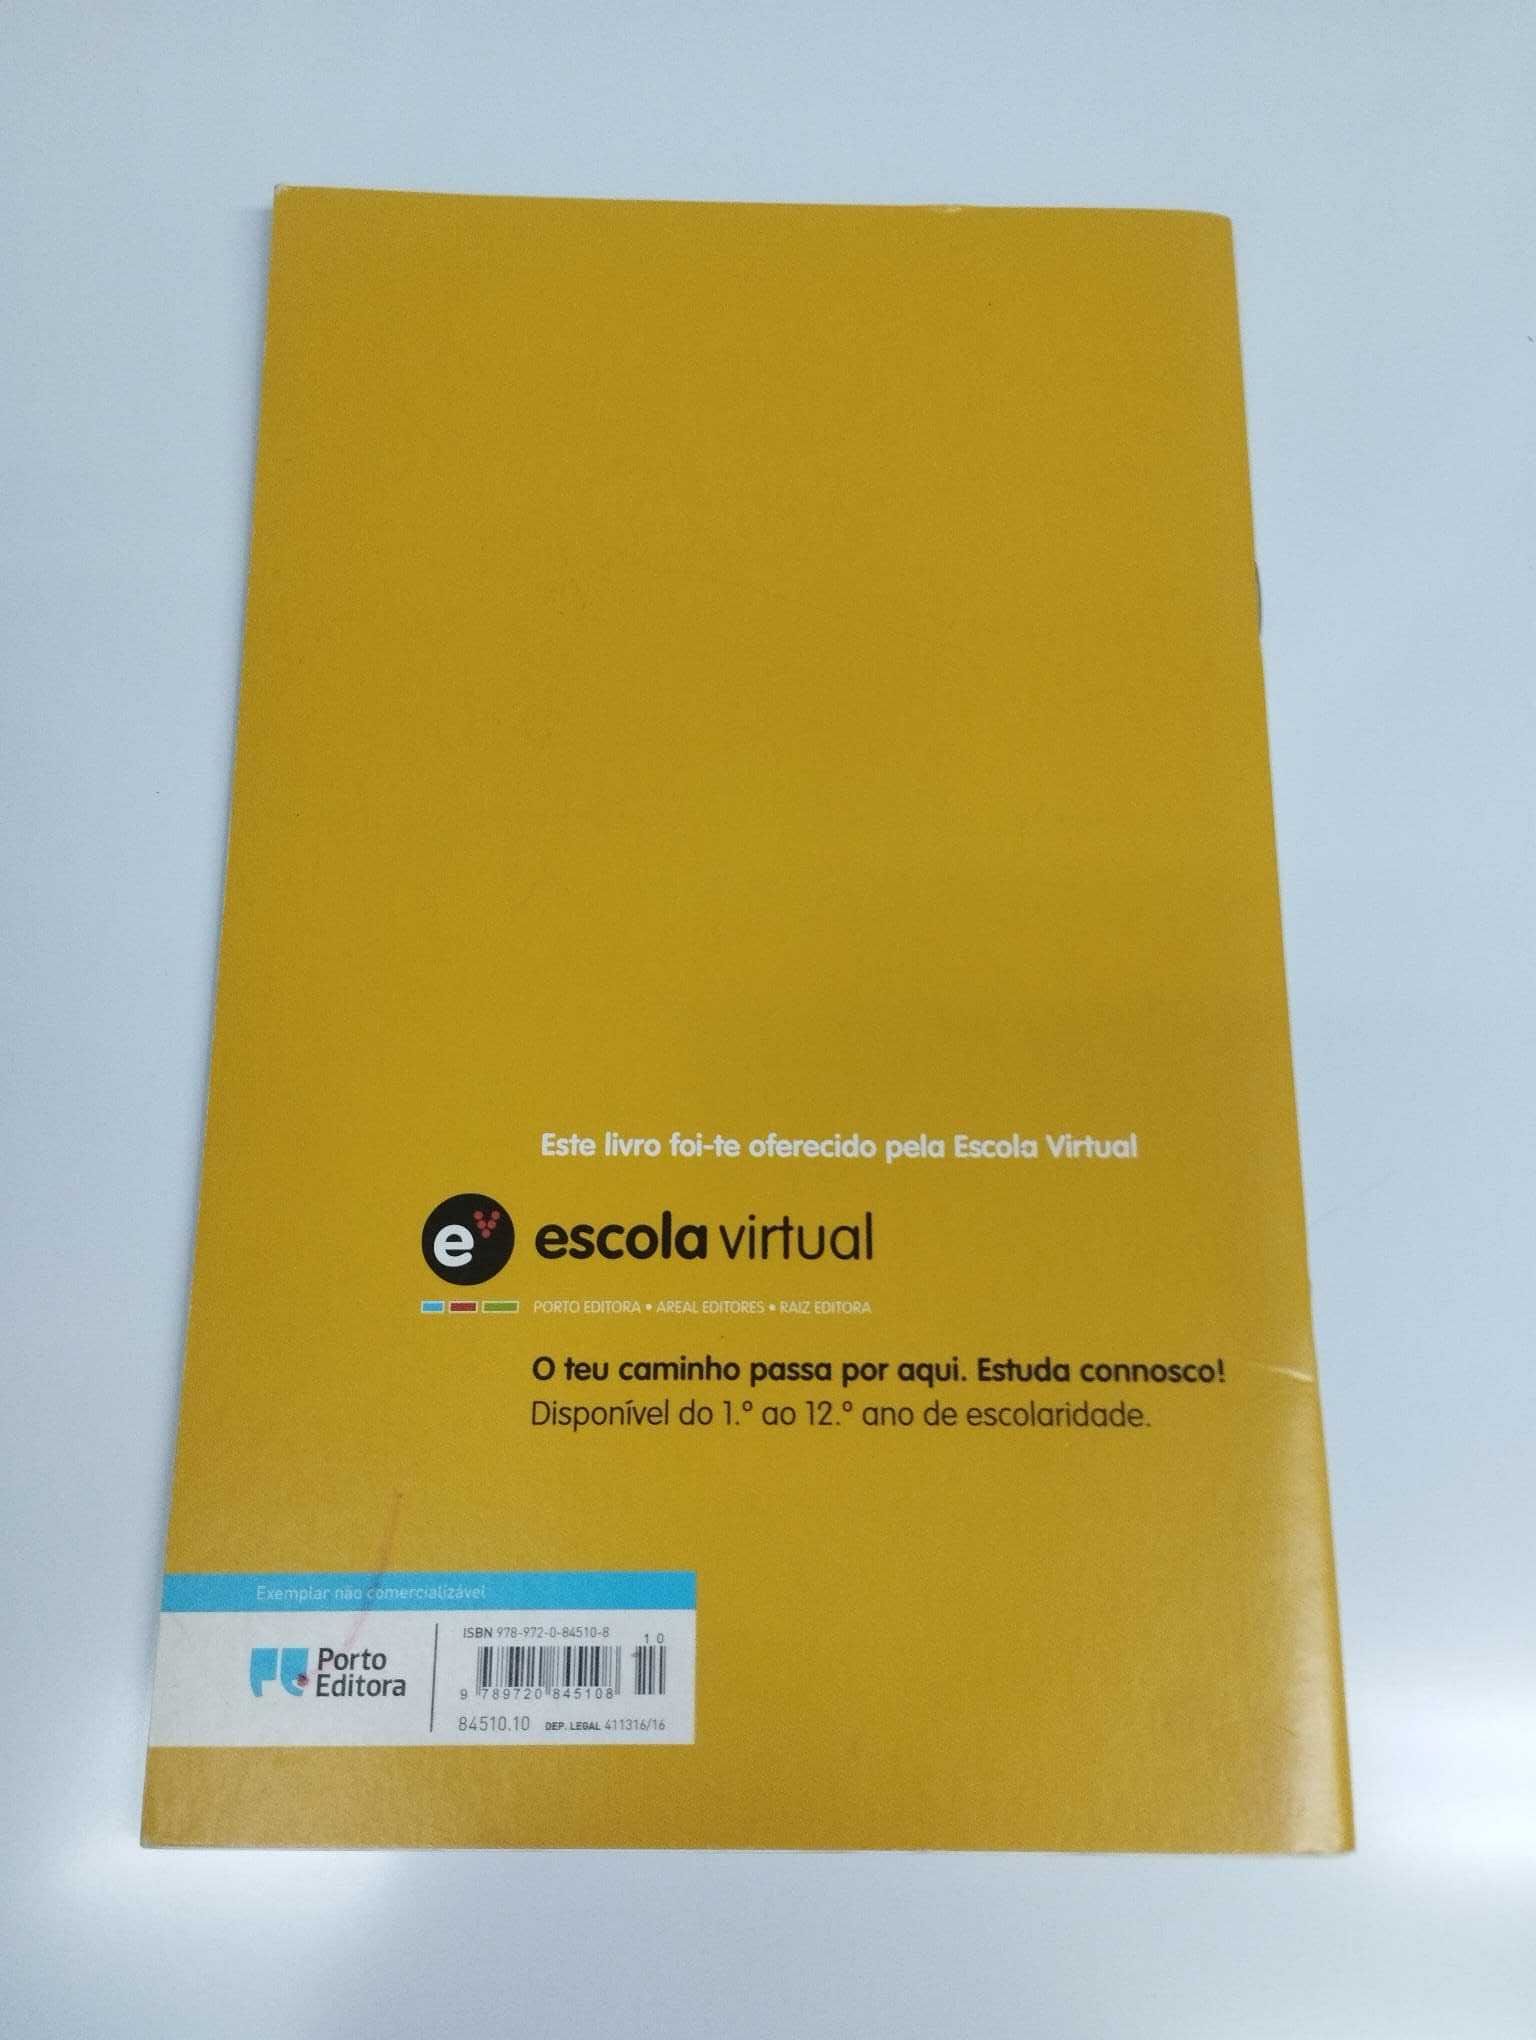 Este livro foi-te oferecido pela Escola Virtual
e
escola virtual
PORTO EDITORA • AREAL EDITORES • RAIZ EDITORA
O teu caminho passa por aqui. Estuda connosco!
Disponível do 1.º ao 12.º ano de escolaridade.
Exemplar não comercializável
Porto
Editora
ISBN 978-972-0-84510-8
10
9 789720 845108
84510.10 DEP. LEGAL 411316/16